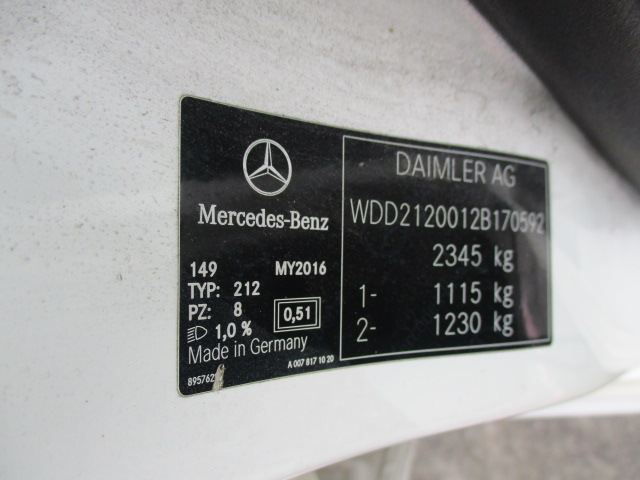 Mercedes-Benz
149 MY2016
TYP: 212
PZ: 8
0,51
1,0 %
Made in Germany
A 007 817 10 20
DAIMLER AG
WDD2120012B170592
2345 kg
1- 1115 kg
2- 1230 kg